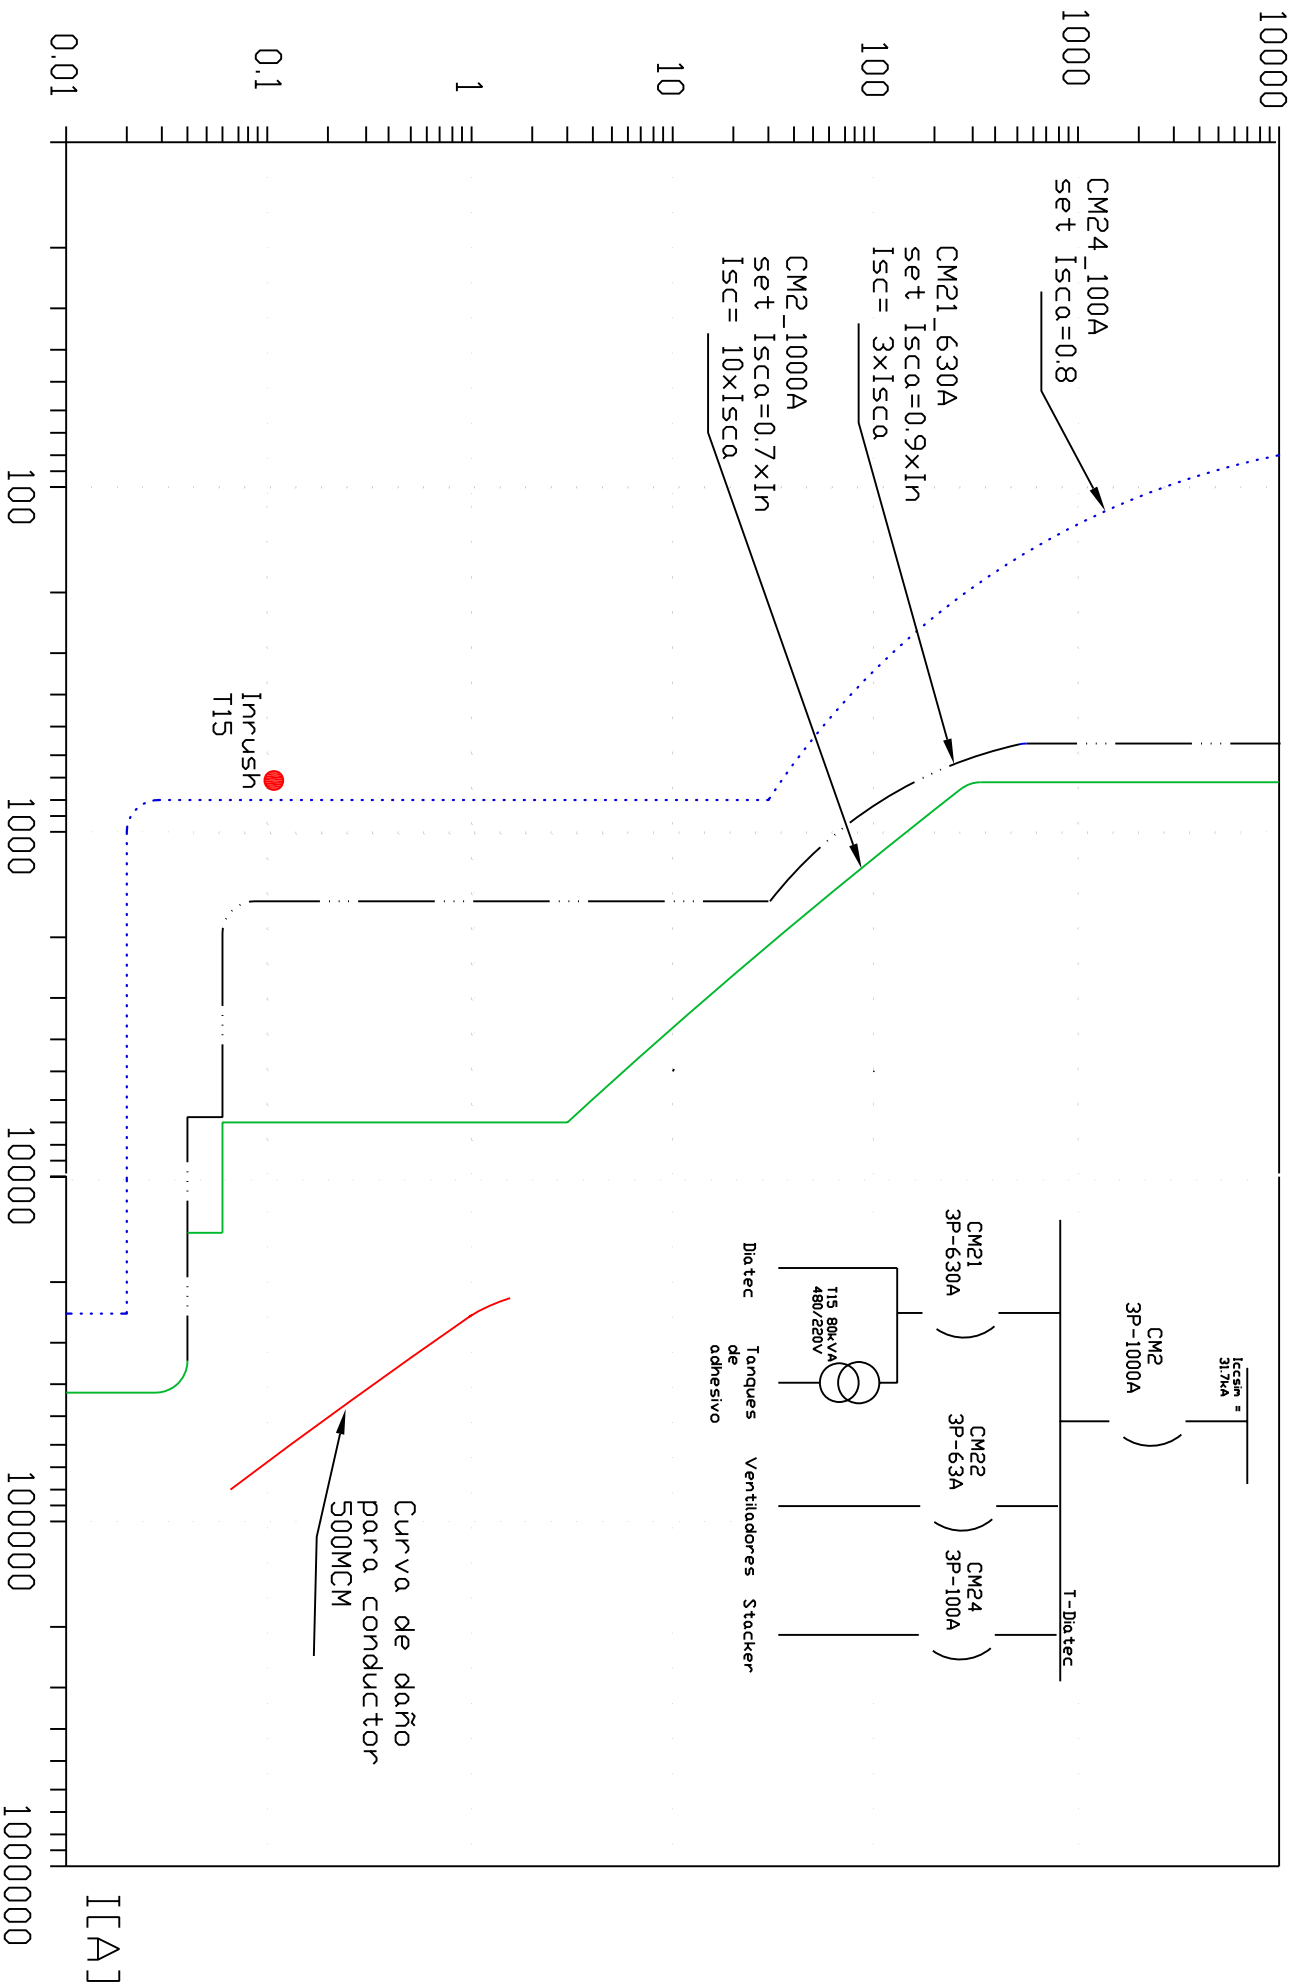 10000
1000
100
10
1
0.1
0.01
CM24_100A
set Isca=0.8
CM21_630A
set Isca=0.9xIn
Isc= 3xIsca
CM2_1000A
set Isca=0.7xIn
Isc= 10xIsca
Inrush
T15
Iccsim =
31.7kA
CM2
3P-1000A
T-Diatec
CM21
3P-630A
CM22
3P-63A
CM24
3P-100A
T15 80kVA
480/220V
Diatec
Tanques
de
adhesivo
Ventiladores
Stacker
Curva de daño
para conductor
500MCM
100
1000
10000
100000
1000000
I[A]